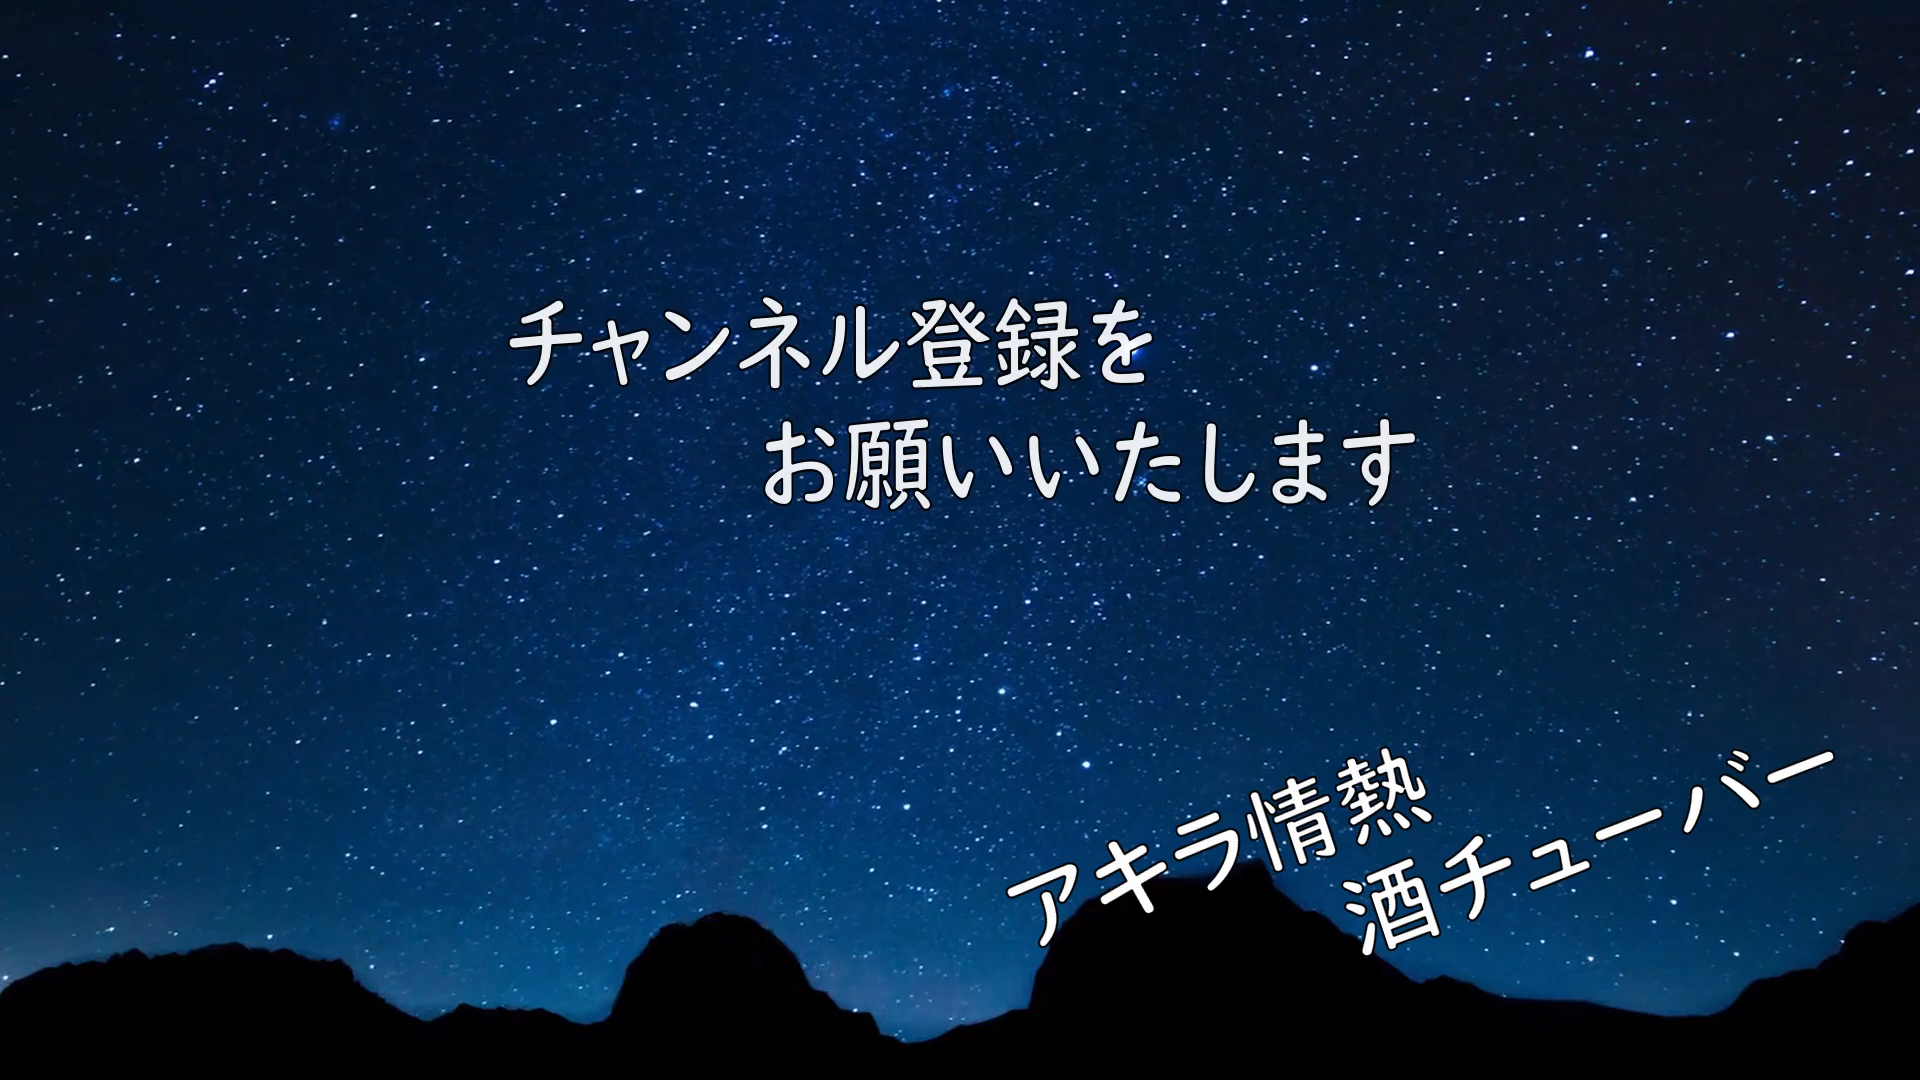 チャンネル登録を
お願いいたします
アキラ情熱
酒チューバー